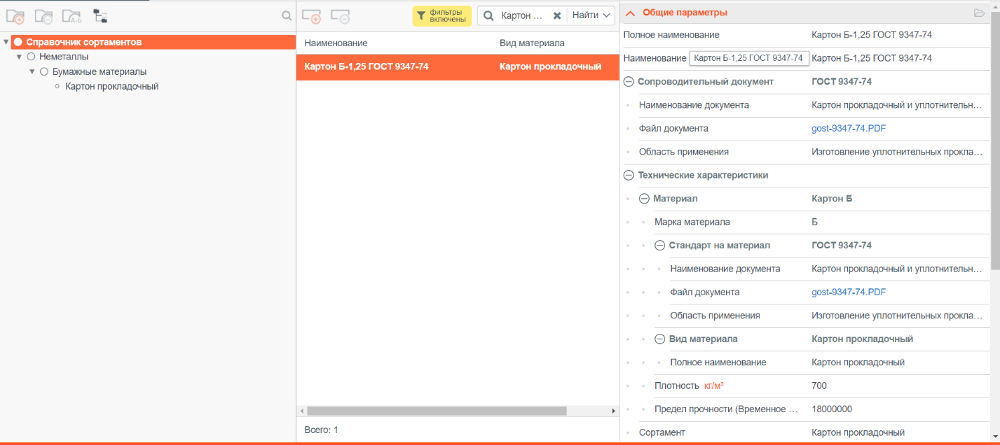 A-b
фильтры
включены
Картон ...
Найти
Справочник сортаментов
Неметаллы
Бумажные материалы
Картон прокладочный
Наименование Вид материала
Картон Б-1,25 ГОСТ 9347-74 Картон прокладочный
Всего: 1
Общие параметры
Полное наименование Картон Б-1,25 ГОСТ 9347-74
Наименование Картон Б-1,25 ГОСТ 9347-74 Картон Б-1,25 ГОСТ 9347-74
Сопроводительный документ ГОСТ 9347-74
Наименование документа Картон прокладочный и уплотнительн...
Файл документа gost-9347-74.PDF
Область применения Изготовление уплотнительных прокла...
Технические характеристики
Материал Картон Б
Марка материала Б
Стандарт на материал ГОСТ 9347-74
Наименование документа Картон прокладочный и уплотнительн...
Файл документа gost-9347-74.PDF
Область применения Изготовление уплотнительных прокла...
Вид материала Картон прокладочный
Полное наименование Картон прокладочный
Плотность кг/м³ 700
Предел прочности (Временное ... 18000000
Сортамент Картон прокладочный